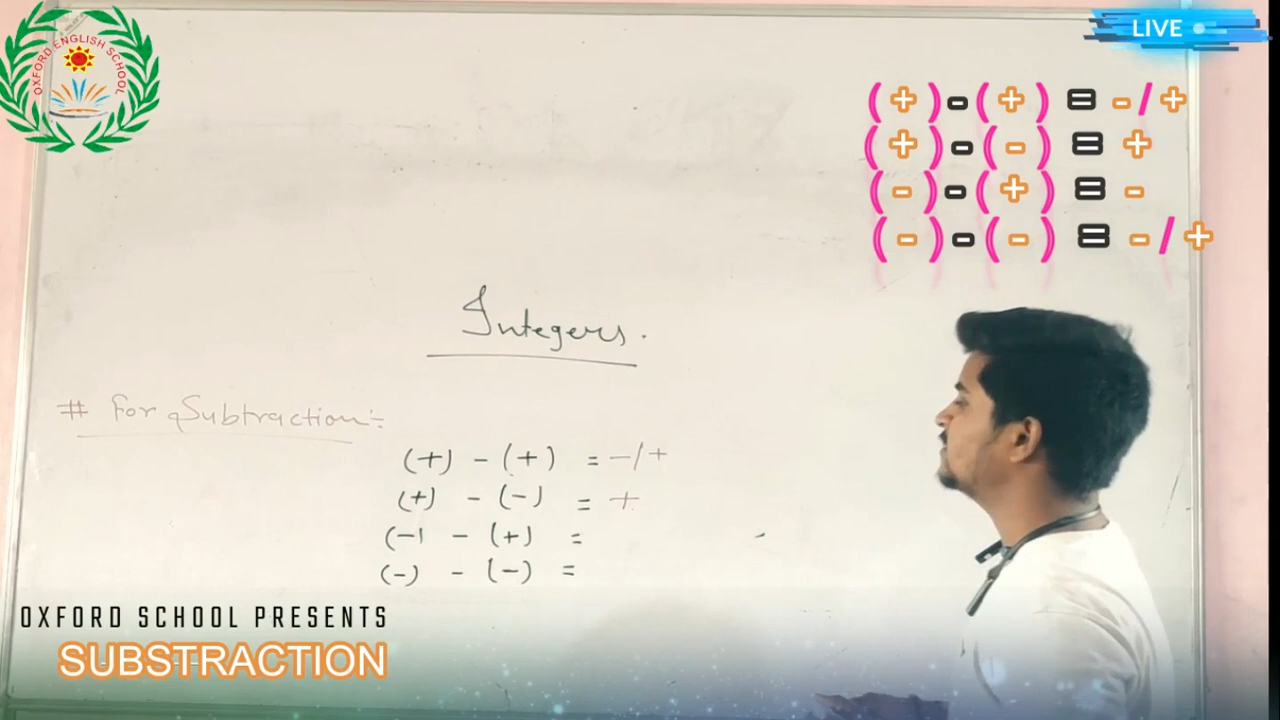 OXFORD ENGLISH SCHOOL
LIVE
(+)-(+) = -/+
(+)-(-) = +
(-)-(+) = -
(-)-(-) = -/+
Integers.
# For Subtraction:-
(+) - (+) = -/+
(+) - (-) = +
(-) - (+) =
(-) - (-) =
OXFORD SCHOOL PRESENTS
SUBSTRACTION